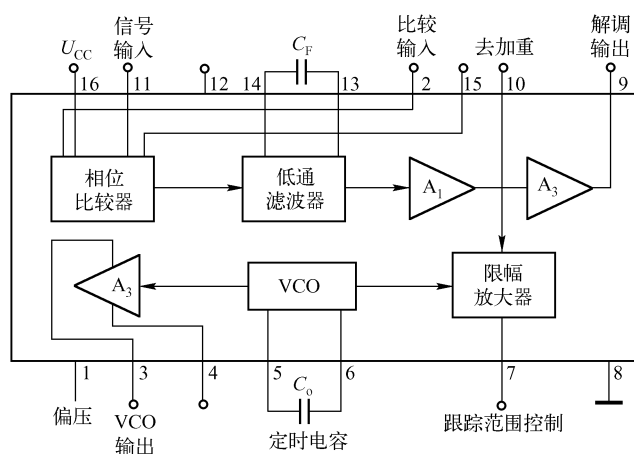 U_CC
信号
输入
C_F
比较
输入
去加重
解调
输出
16
11
12
14
13
2
15
10
9
相位
比较器
低通
滤波器
A_1
A_3
A_3
VCO
限幅
放大器
1
3
4
5
6
7
8
偏压
VCO
输出
C_o
定时电容
跟踪范围控制